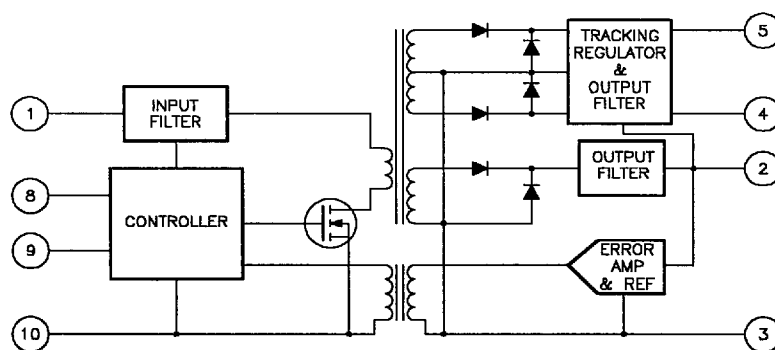 5
TRACKING
REGULATOR
&
OUTPUT
FILTER
1
INPUT
FILTER
4
8
CONTROLLER
OUTPUT
FILTER
2
9
ERROR
AMP
& REF
10
3